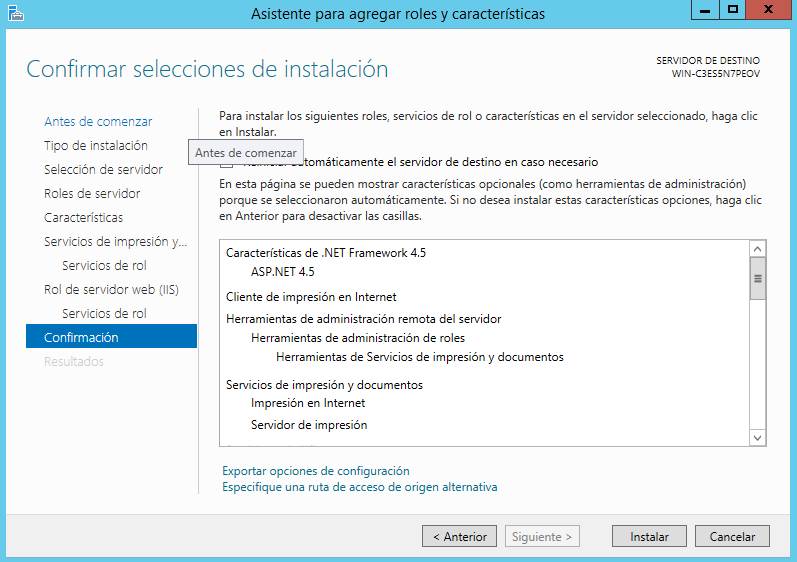 Asistente para agregar roles y características
Confirmar selecciones de instalación
SERVIDOR DE DESTINO
WIN-C3ES5N7PEOV
Antes de comenzar
Tipo de instalación
Selección de servidor
Roles de servidor
Características
Servicios de impresión y...
Servicios de rol
Rol de servidor web (IIS)
Servicios de rol
Confirmación
Resultados
Para instalar los siguientes roles, servicios de rol o características en el servidor seleccionado, haga clic
en Instalar.
Antes de comenzar
automáticamente el servidor de destino en caso necesario
En esta página se pueden mostrar características opcionales (como herramientas de administración)
porque se seleccionaron automáticamente. Si no desea instalar estas características opciones, haga clic
en Anterior para desactivar las casillas.
Características de .NET Framework 4.5
ASP.NET 4.5
Cliente de impresión en Internet
Herramientas de administración remota del servidor
Herramientas de administración de roles
Herramientas de Servicios de impresión y documentos
Servicios de impresión y documentos
Impresión en Internet
Servidor de impresión
Exportar opciones de configuración
Especifique una ruta de acceso de origen alternativa
< Anterior
Siguiente >
Instalar
Cancelar